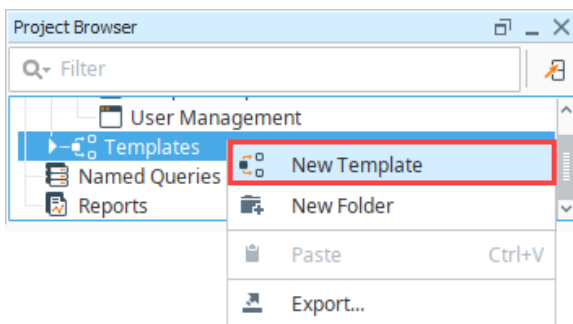 Project Browser
Filter
User Management
Templates
New Template
Named Queries
Reports
New Folder
Paste Ctrl+V
Export...